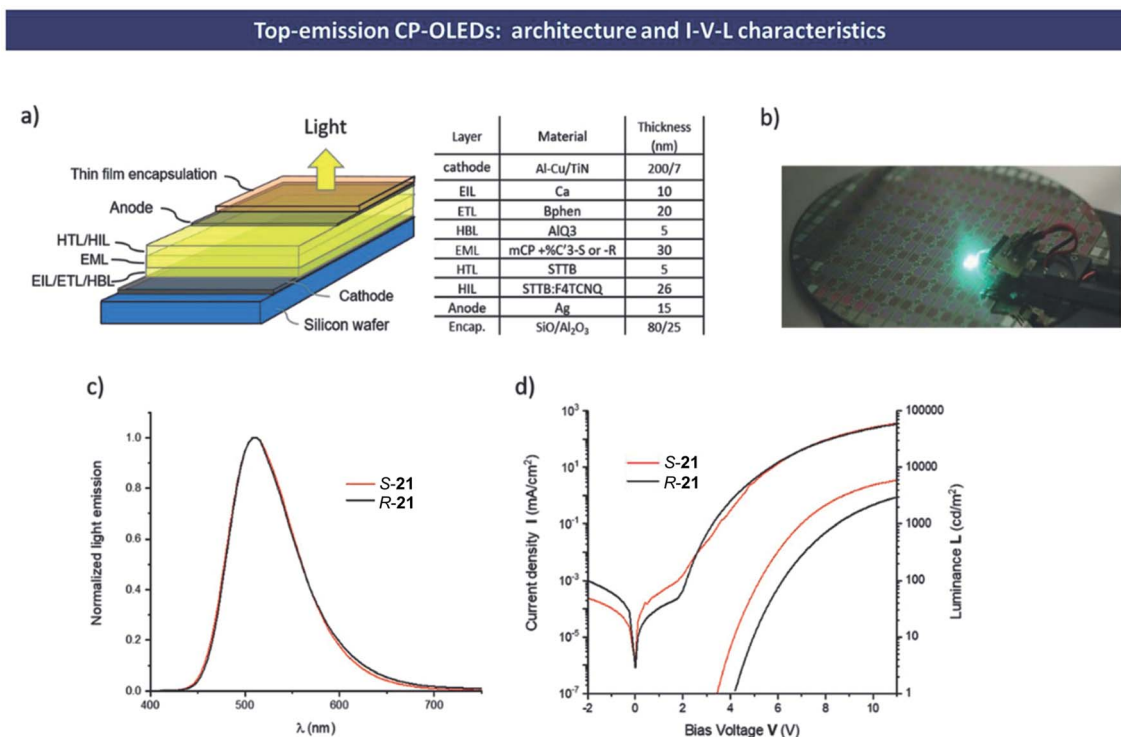 Top-emission CP-OLEDs: architecture and I-V-L characteristics
a)
Light
Thin film encapsulation
Anode
HTL/HIL
EML
EIL/ETL/HBL
Cathode
Silicon wafer
Layer Material Thickness (nm)
cathode Al-Cu/TiN 200/7
EIL Ca 10
ETL Bphen 20
HBL AlQ3 5
EML mCP +%C'3-S or -R 30
HTL STTB 5
HIL STTB:F4TCNQ 26
Anode Ag 15
Encap. SiO/Al₂O₃ 80/25
b)
c)
Normalized light emission
1.0
0.8
0.6
0.4
0.2
0.0
400 500 600 700
λ (nm)
S-21
R-21
d)
Current density I (mA/cm²)
10³
10¹
10⁻¹
10⁻³
10⁻⁵
10⁻⁷
-2 0 2 4 6 8 10
Bias Voltage V (V)
S-21
R-21
100000
10000
1000
100
10
1
Luminance L (cd/m²)